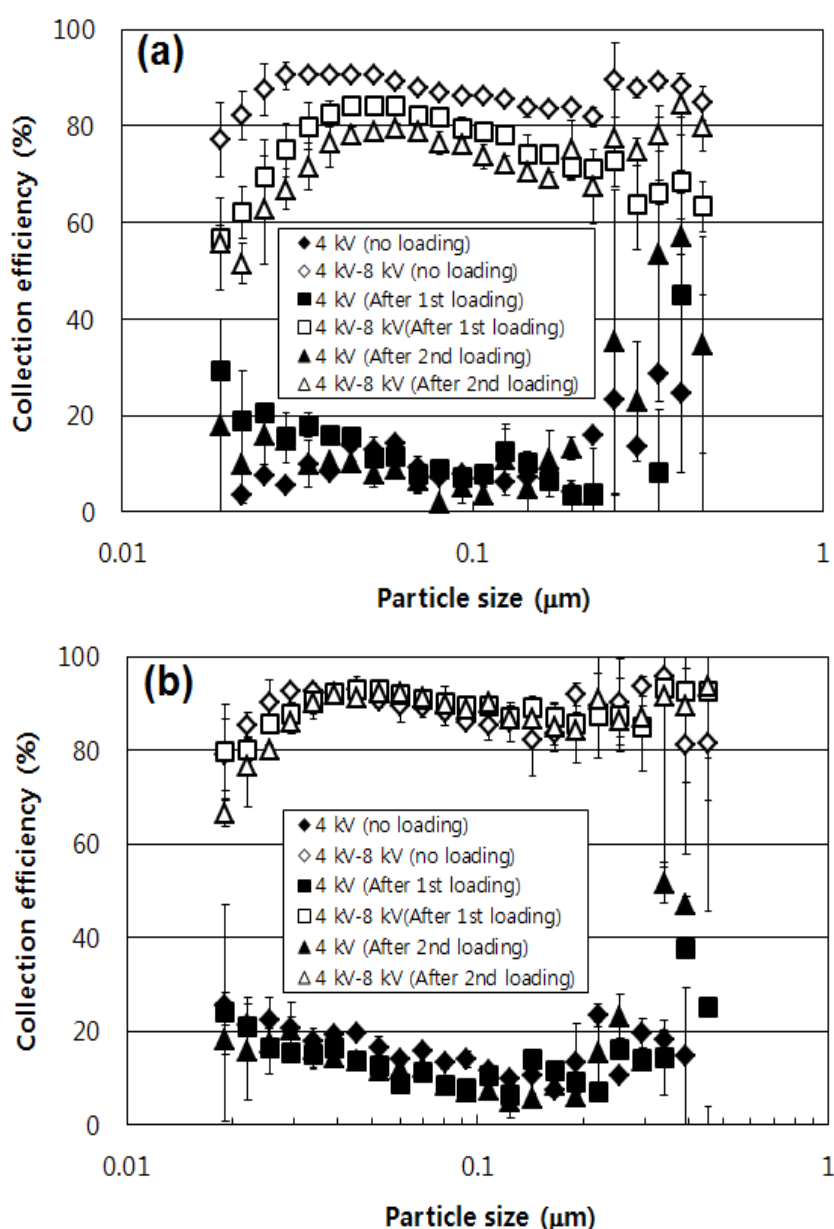 (a)
100
80
60
40
20
0
Collection efficiency (%)
4 kV (no loading)
4 kV-8 kV (no loading)
4 kV (After 1st loading)
4 kV-8 kV(After 1st loading)
4 kV (After 2nd loading)
4 kV-8 kV (After 2nd loading)
0.01
0.1
1
Particle size (μm)
(b)
100
80
60
40
20
0
Collection efficiency (%)
4 kV (no loading)
4 kV-8 kV (no loading)
4 kV (After 1st loading)
4 kV-8 kV(After 1st loading)
4 kV (After 2nd loading)
4 kV-8 kV (After 2nd loading)
0.01
0.1
1
Particle size (μm)